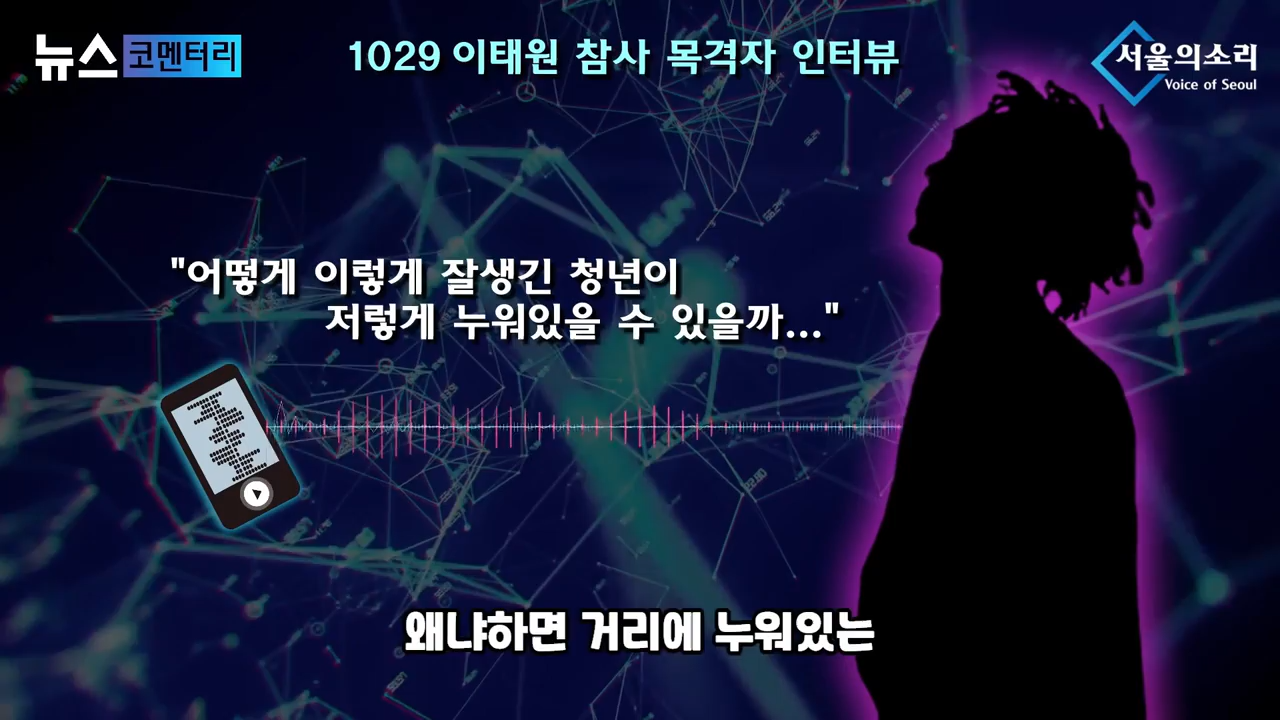 뉴스 코멘터리
1029 이태원 참사 목격자 인터뷰
서울의소리
Voice of Seoul
"어떻게 이렇게 잘생긴 청년이
저렇게 누워있을 수 있을까..."
왜냐하면 거리에 누워있는